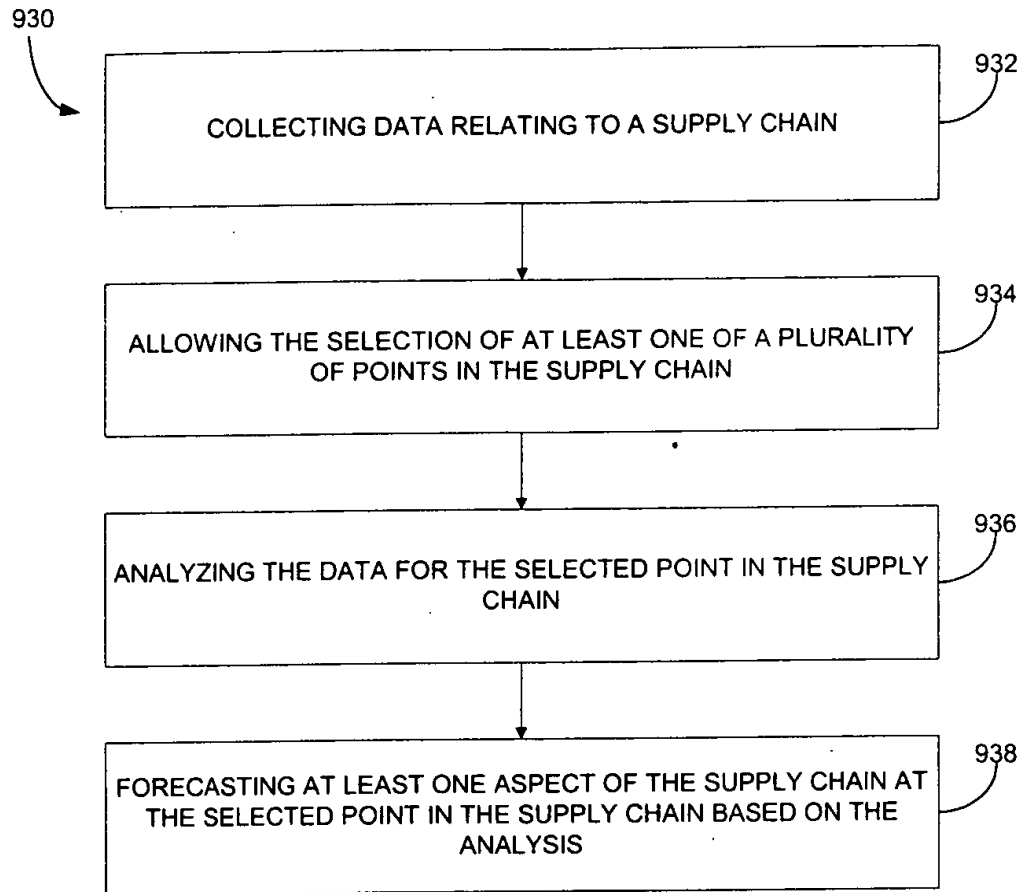 930
932
COLLECTING DATA RELATING TO A SUPPLY CHAIN
934
ALLOWING THE SELECTION OF AT LEAST ONE OF A PLURALITY
OF POINTS IN THE SUPPLY CHAIN
936
ANALYZING THE DATA FOR THE SELECTED POINT IN THE SUPPLY
CHAIN
938
FORECASTING AT LEAST ONE ASPECT OF THE SUPPLY CHAIN AT
THE SELECTED POINT IN THE SUPPLY CHAIN BASED ON THE
ANALYSIS